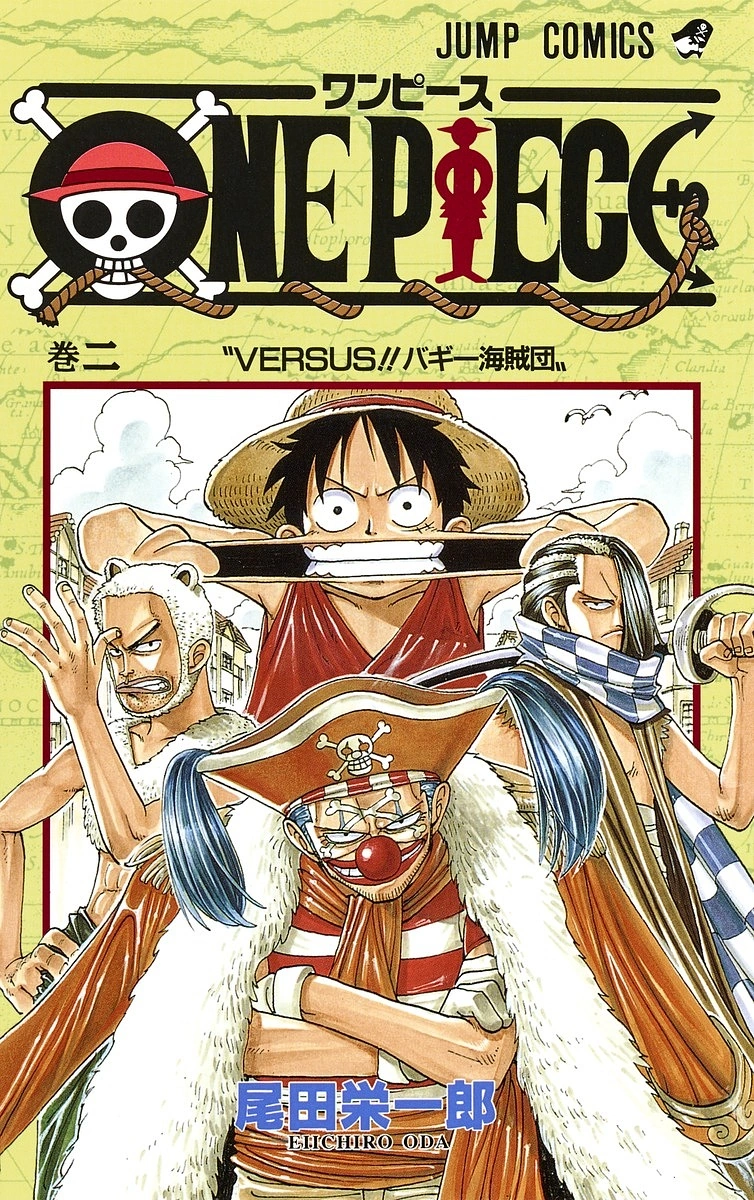 JUMP COMICS
ワンピース
ONE PIECE
巻二
〝VERSUS!!バギー海賊団〟
尾田栄一郎
EIICHIRO ODA